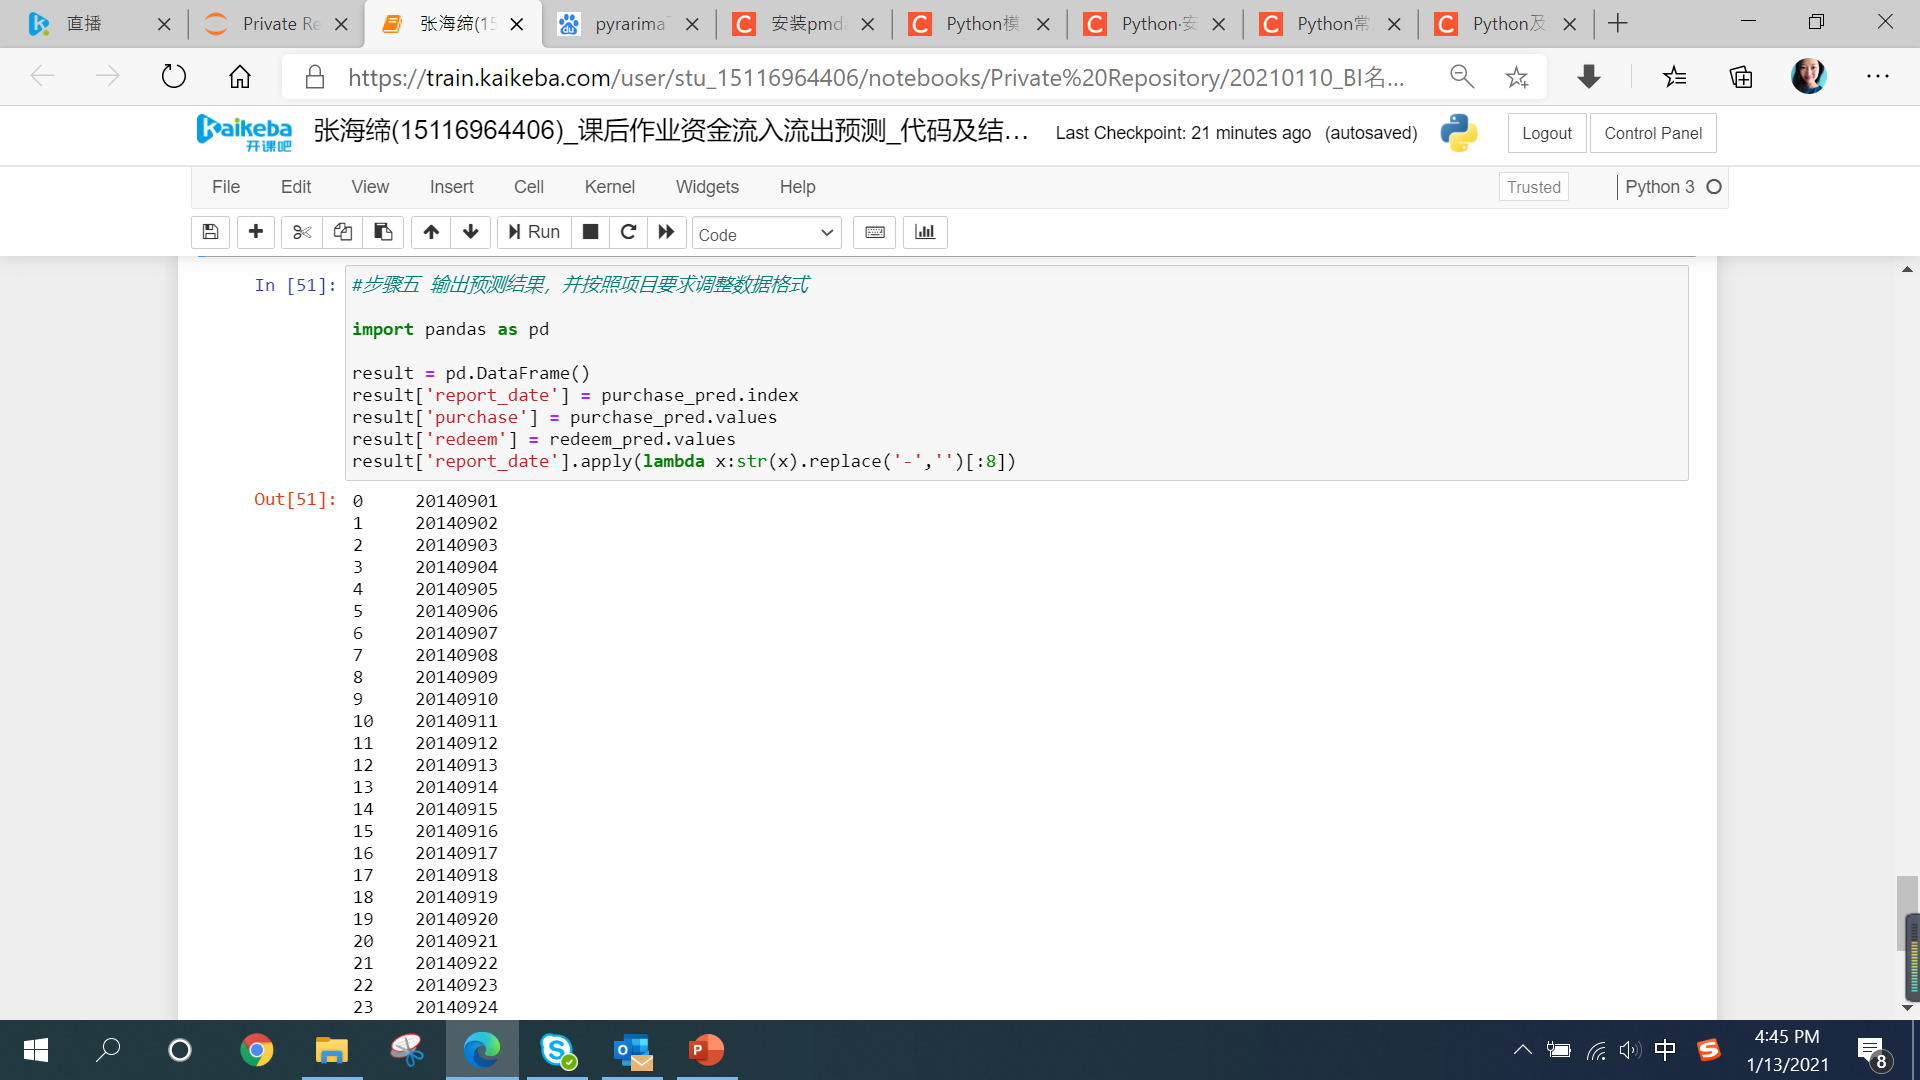 直播
Private Re
张海缔(15
pyrarima
安装pmd
Python模
Python·安
Python常
Python及
https://train.kaikeba.com/user/stu_15116964406/notebooks/Private%20Repository/20210110_BI名...
Kaikeba
开课吧
张海缔(15116964406)_课后作业资金流入流出预测_代码及结...
Last Checkpoint: 21 minutes ago (autosaved)
Logout
Control Panel
File Edit View Insert Cell Kernel Widgets Help
Trusted
Python 3
Run
Code
In [51]:
#步骤五 输出预测结果，并按照项目要求调整数据格式
import pandas as pd
result = pd.DataFrame()
result['report_date'] = purchase_pred.index
result['purchase'] = purchase_pred.values
result['redeem'] = redeem_pred.values
result['report_date'].apply(lambda x:str(x).replace('-','')[:8])
Out[51]:
0 20140901
1 20140902
2 20140903
3 20140904
4 20140905
5 20140906
6 20140907
7 20140908
8 20140909
9 20140910
10 20140911
11 20140912
12 20140913
13 20140914
14 20140915
15 20140916
16 20140917
17 20140918
18 20140919
19 20140920
20 20140921
21 20140922
22 20140923
23 20140924
中
4:45 PM
1/13/2021
8